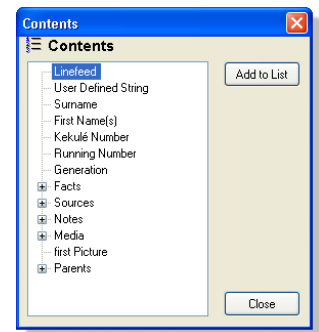 Contents
Contents
Linefeed
Add to List
User Defined String
Surname
First Name(s)
Kekulé Number
Running Number
Generation
Facts
Sources
Notes
Media
first Picture
Parents
Close